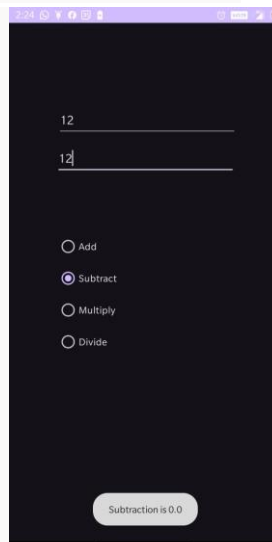 2:24
12
12
Add
Subtract
Multiply
Divide
Subtraction is 0.0